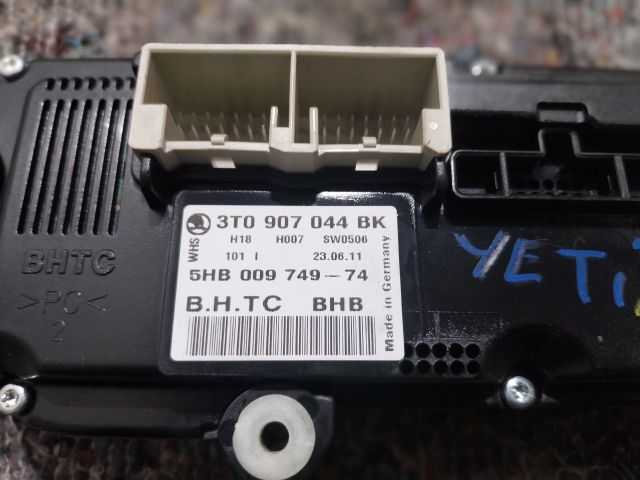 3T0 907 044 BK
WHS
H18 H007 SW0506
101 I 23.06.11
5HB 009 749-74
B.H.TC BHB
Made in Germany
BHTC
>PC<
2
YETI